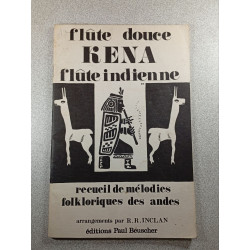 flûte douce
KENA
flûte indienne
recueil de mélodies
folkloriques des andes
arrangements par R. R. INCLAN
éditions Paul Beuscher